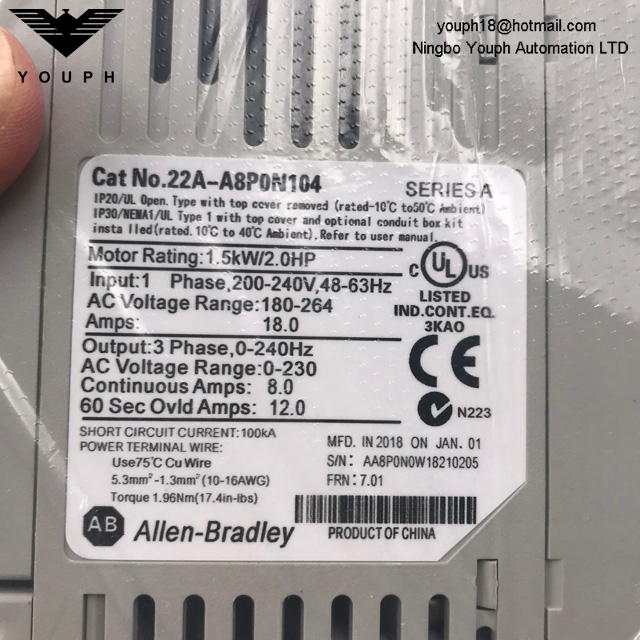 youph18@hotmail.com
Ningbo Youph Automation LTD
YOUPH
Cat No.22A-A8P0N104
SERIES A
IP20/UL Open. Type with top cover removed (rated-10℃ to50℃ Ambient)
IP30/NEMA1/UL Type 1 with top cover and optional conduit box kit
insta lled(rated. 10℃ to 40℃ Ambient). Refer to user manual.
Motor Rating:1.5kW/2.0HP
Input:1 Phase,200-240V,48-63Hz
AC Voltage Range:180-264
Amps: 18.0
C UL US
LISTED
IND.CONT.EQ.
3KAO
Output:3 Phase,0-240Hz
AC Voltage Range:0-230
Continuous Amps: 8.0
60 Sec Ovld Amps: 12.0
CE
N223
SHORT CIRCUIT CURRENT:100kA
POWER TERMINAL WIRE:
Use75℃ Cu Wire
5.3mm²-1.3mm² (10-16AWG)
Torque 1.96Nm(17.4in-lbs)
MFD. IN 2018 ON JAN. 01
S/N: AA8P0N0W18210205
FRN: 7.01
AB Allen-Bradley
PRODUCT OF CHINA